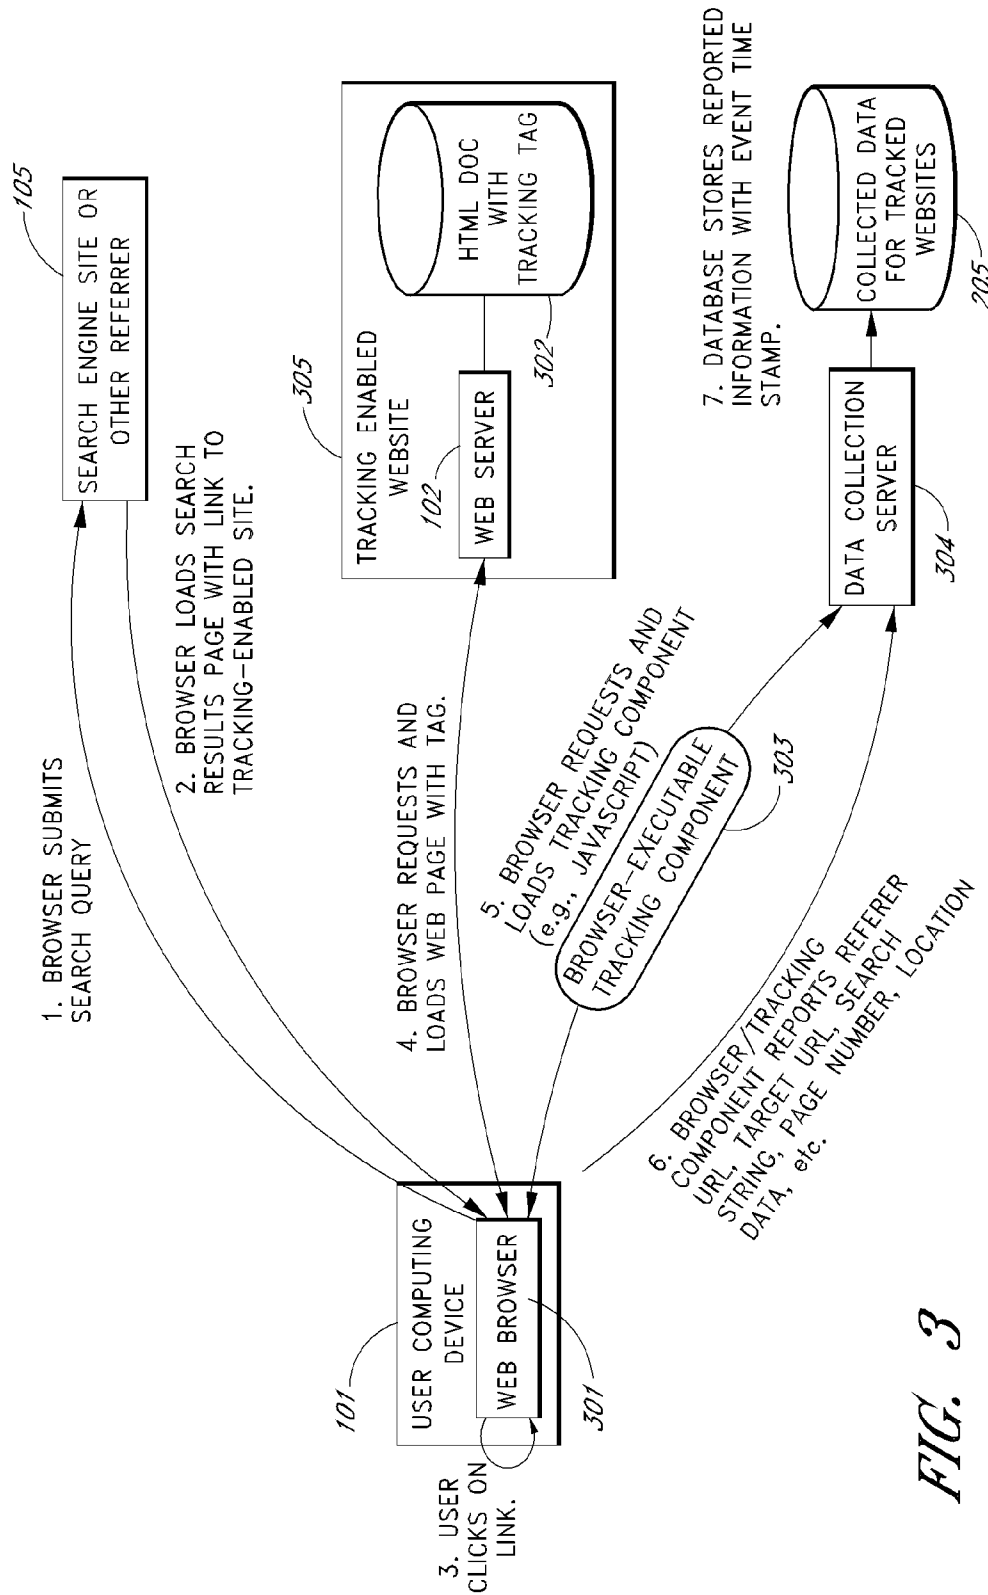 105
SEARCH ENGINE SITE OR
OTHER REFERRER
1. BROWSER SUBMITS
SEARCH QUERY
2. BROWSER LOADS SEARCH
RESULTS PAGE WITH LINK TO
TRACKING-ENABLED SITE.
305
TRACKING ENABLED
WEBSITE
102
WEB SERVER
HTML DOC
WITH
TRACKING TAG
302
101
USER COMPUTING
DEVICE
WEB BROWSER
301
3. USER
CLICKS ON
LINK.
4. BROWSER REQUESTS AND
LOADS WEB PAGE WITH TAG.
5. BROWSER REQUESTS AND
LOADS TRACKING COMPONENT
(e.g., JAVASCRIPT)
BROWSER-EXECUTABLE
TRACKING COMPONENT
303
6. BROWSER/TRACKING
COMPONENT REPORTS REFERER
URL, TARGET URL, SEARCH
STRING, PAGE NUMBER, LOCATION
DATA, etc.
7. DATABASE STORES REPORTED
INFORMATION WITH EVENT TIME
STAMP.
DATA COLLECTION
SERVER
304
COLLECTED DATA
FOR TRACKED
WEBSITES
205
FIG. 3